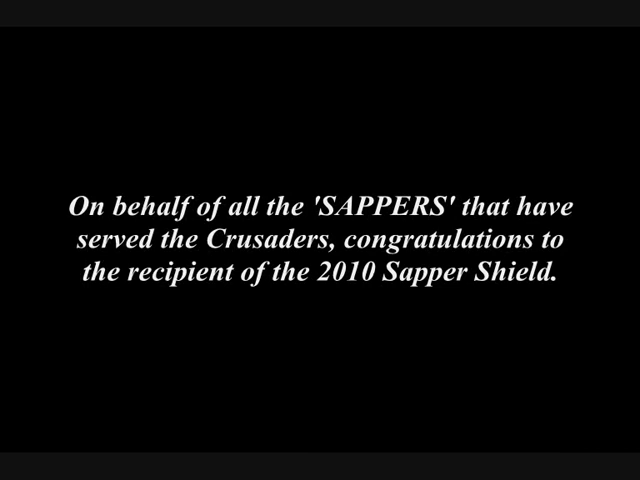 On behalf of all the 'SAPPERS' that have
served the Crusaders, congratulations to
the recipient of the 2010 Sapper Shield.